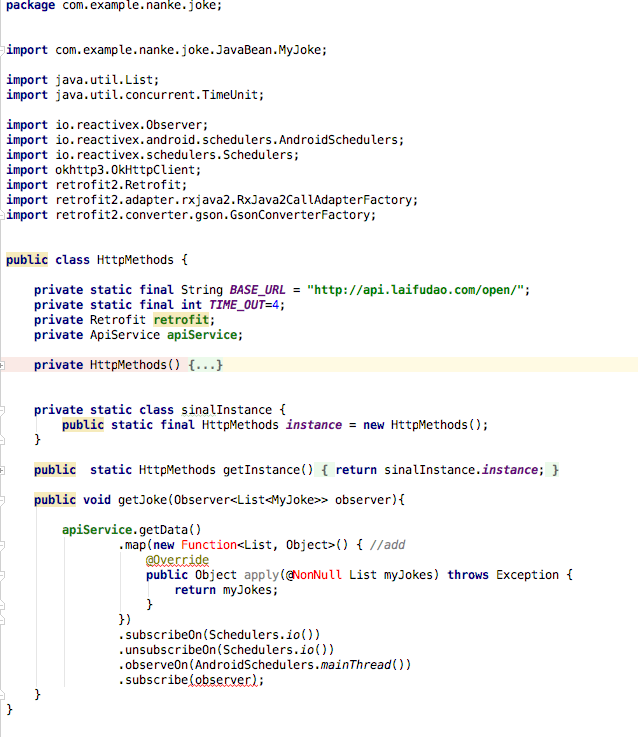 package com.example.nanke.joke;
import com.example.nanke.joke.JavaBean.MyJoke;
import java.util.List;
import java.util.concurrent.TimeUnit;
import io.reactivex.Observer;
import io.reactivex.android.schedulers.AndroidSchedulers;
import io.reactivex.schedulers.Schedulers;
import okhttp3.OkHttpClient;
import retrofit2.Retrofit;
import retrofit2.adapter.rxjava2.RxJava2CallAdapterFactory;
import retrofit2.converter.gson.GsonConverterFactory;
public class HttpMethods {
private static final String BASE_URL = "http://api.laifudao.com/open/";
private static final int TIME_OUT=4;
private Retrofit retrofit;
private ApiService apiService;
private HttpMethods() {...}
private static class sinalInstance {
public static final HttpMethods instance = new HttpMethods();
}
public  static HttpMethods getInstance() { return sinalInstance.instance; }
public void getJoke(Observer<List<MyJoke>> observer){
apiService.getData()
.map(new Function<List, Object>() { //add
@Override
public Object apply(@NonNull List myJokes) throws Exception {
return myJokes;
}
})
.subscribeOn(Schedulers.io())
.unsubscribeOn(Schedulers.io())
.observeOn(AndroidSchedulers.mainThread())
.subscribe(observer);
}
}